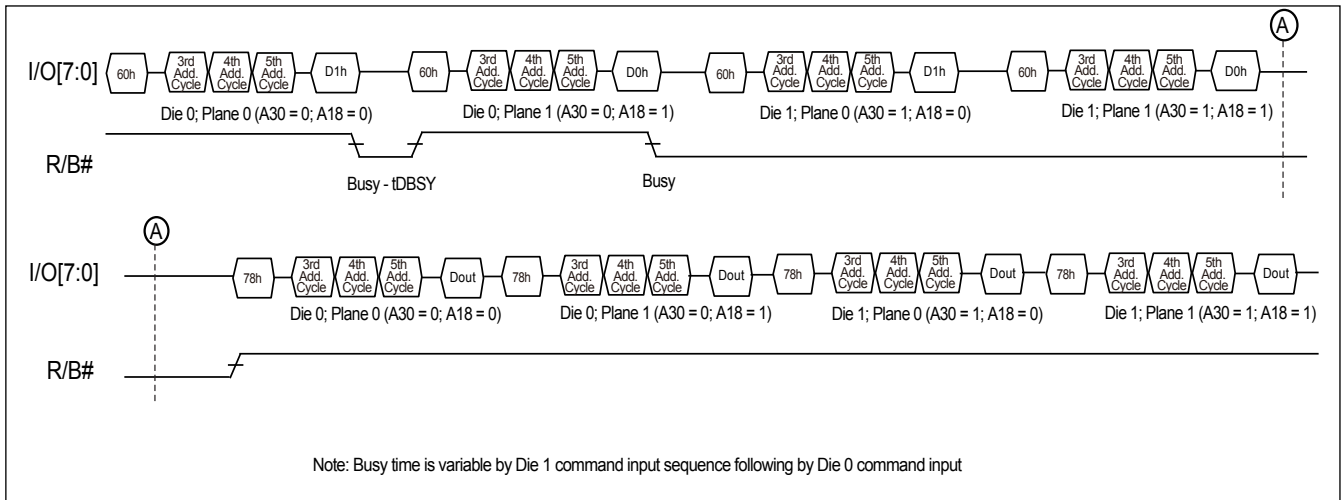 A
I/O[7:0] 60h 3rd Add. Cycle 4th Add. Cycle 5th Add. Cycle D1h 60h 3rd Add. Cycle 4th Add. Cycle 5th Add. Cycle D0h 60h 3rd Add. Cycle 4th Add. Cycle 5th Add. Cycle D1h 60h 3rd Add. Cycle 4th Add. Cycle 5th Add. Cycle D0h
Die 0; Plane 0 (A30 = 0; A18 = 0) Die 0; Plane 1 (A30 = 0; A18 = 1) Die 1; Plane 0 (A30 = 1; A18 = 0) Die 1; Plane 1 (A30 = 1; A18 = 1)
R/B#
Busy - tDBSY Busy
A
I/O[7:0] 78h 3rd Add. Cycle 4th Add. Cycle 5th Add. Cycle Dout 78h 3rd Add. Cycle 4th Add. Cycle 5th Add. Cycle Dout 78h 3rd Add. Cycle 4th Add. Cycle 5th Add. Cycle Dout 78h 3rd Add. Cycle 4th Add. Cycle 5th Add. Cycle Dout
Die 0; Plane 0 (A30 = 0; A18 = 0) Die 0; Plane 1 (A30 = 0; A18 = 1) Die 1; Plane 0 (A30 = 1; A18 = 0) Die 1; Plane 1 (A30 = 1; A18 = 1)
R/B#
Note: Busy time is variable by Die 1 command input sequence following by Die 0 command input